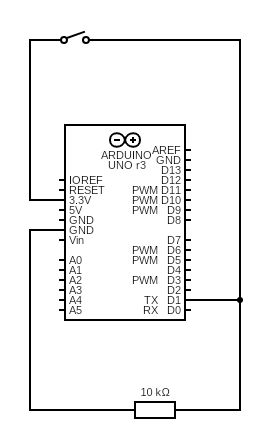 ARDUINO
UNO r3
IOREF
RESET
3.3V
5V
GND
GND
Vin
A0
A1
A2
A3
A4
A5
AREF
GND
D13
D12
PWM D11
PWM D10
PWM D9
D8
D7
PWM D6
PWM D5
D4
PWM D3
D2
TX D1
RX D0
10 kΩ